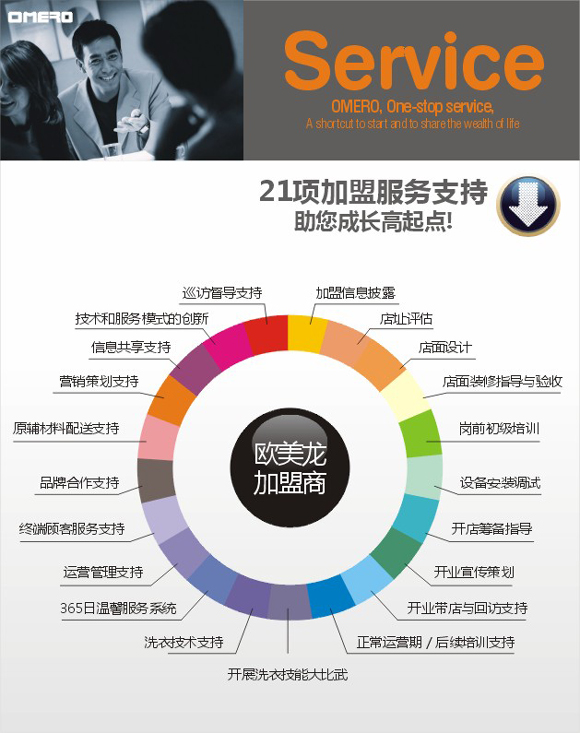 OMERO
Service
OMERO, One-stop service,
A shortcut to start and to share the wealth of life
21项加盟服务支持
助您成长高起点!
巡访督导支持
加盟信息披露
技术和服务模式的创新
店址评估
信息共享支持
店面设计
营销策划支持
店面装修指导与验收
原辅材料配送支持
岗前初级培训
欧美龙
加盟商
品牌合作支持
设备安装调试
终端顾客服务支持
开店筹备指导
运营管理支持
开业宣传策划
365日温馨服务系统
开业带店与回访支持
洗衣技术支持
正常运营期/后续培训支持
开展洗衣技能大比武